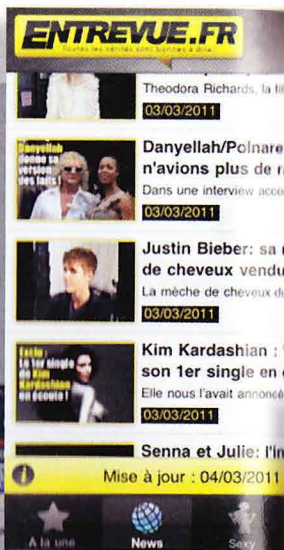 ENTREVUE.FR
Toutes les vérités sont bonnes à dire
Theodora Richards, la
03/03/2011
Danyellah
donne sa
version
des faits !
Danyellah/Polnare
n'avions plus de
Dans une interview
03/03/2011
Justin Bieber: sa
de cheveux vendu
La mèche de cheveux
03/03/2011
Exclu
Le 1er single
de Kim
Kardashian
en écoute !
Kim Kardashian :
son 1er single en
Elle nous l'avait annoncé
03/03/2011
Senna et Julie:
Mise à jour : 04/03/2011
A la une
News
Sexy